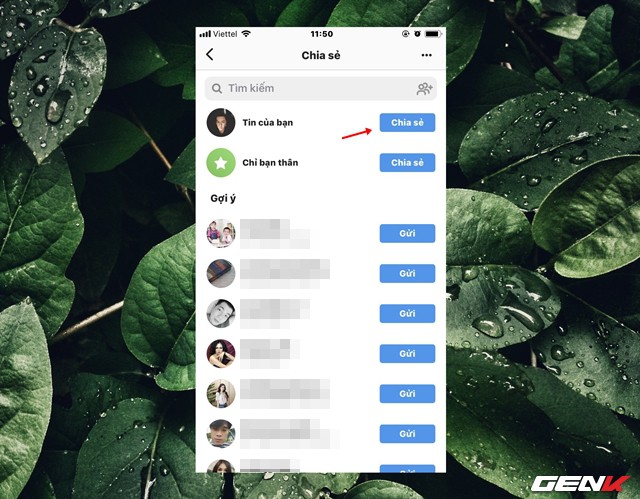 Viettel 11:50
Chia sẻ
Tìm kiếm
Tin của bạn Chia sẻ
Chỉ bạn thân Chia sẻ
Gợi ý
Gửi
Gửi
Gửi
Gửi
Gửi
Gửi
Gửi
GENK